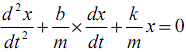 d²x/dt² + b/m × dx/dt + k/m x = 0